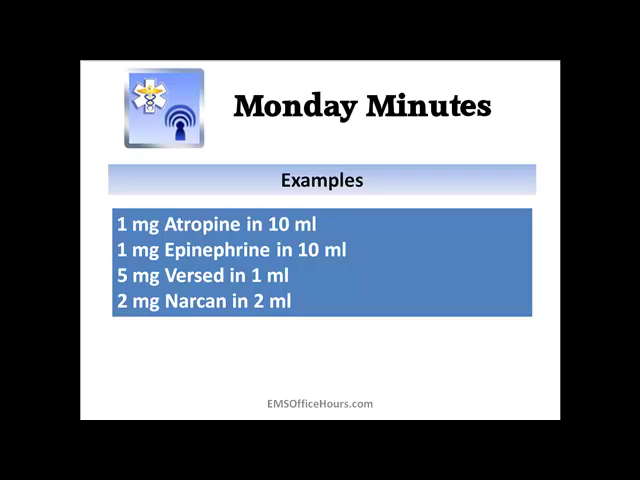 Monday Minutes
Examples
1 mg Atropine in 10 ml
1 mg Epinephrine in 10 ml
5 mg Versed in 1 ml
2 mg Narcan in 2 ml
EMSOfficeHours.com